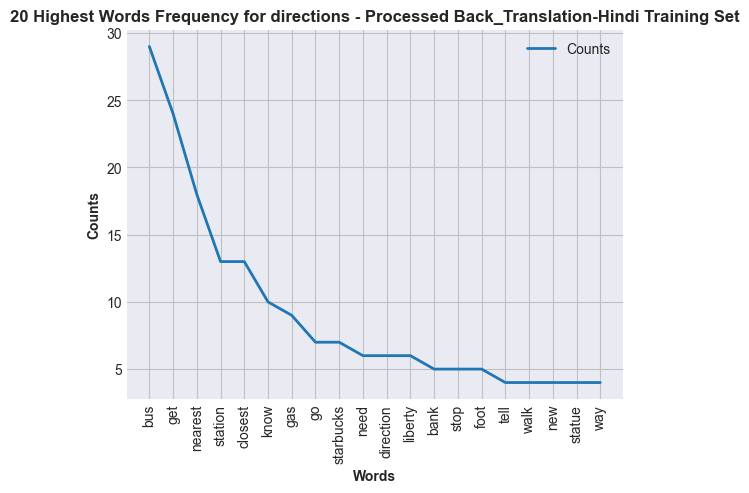 20 Highest Words Frequency for directions - Processed Back_Translation-Hindi Training Set
Counts
30
25
20
15
10
5
Counts
bus
get
nearest
station
closest
know
gas
go
starbucks
need
direction
liberty
bank
stop
foot
tell
walk
new
statue
way
Words